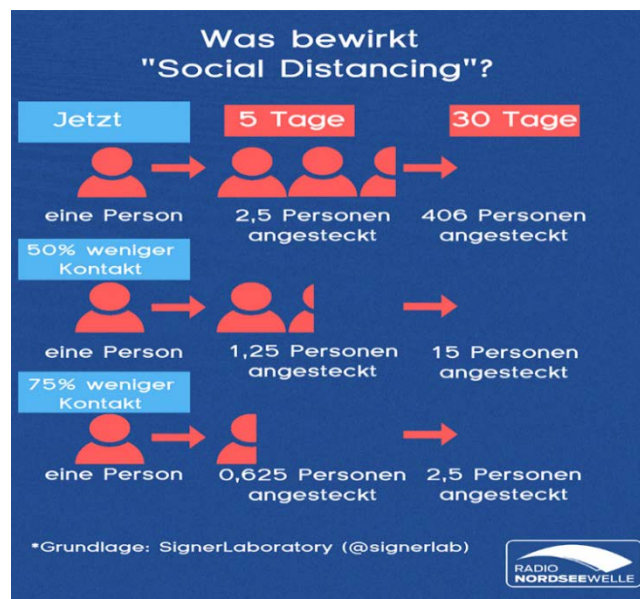 Was bewirkt
"Social Distancing"?
Jetzt
5 Tage
30 Tage
eine Person
2,5 Personen
angesteckt
406 Personen
angesteckt
50% weniger
Kontakt
eine Person
1,25 Personen
angesteckt
15 Personen
angesteckt
75% weniger
Kontakt
eine Person
0,625 Personen
angesteckt
2,5 Personen
angesteckt
*Grundlage: SignerLaboratory (@signerlab)
RADIO
NORDSEEWELLE